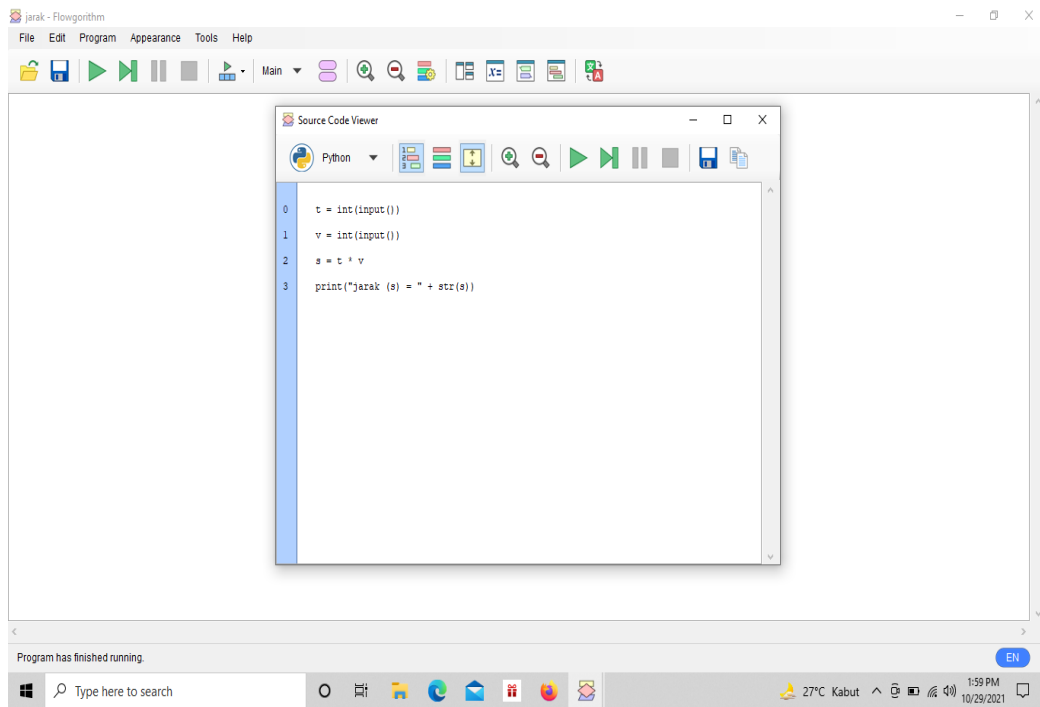 jarak - Flowgorithm
File Edit Program Appearance Tools Help
Main
Source Code Viewer
Python
0 t = int(input())
1 v = int(input())
2 s = t * v
3 print("jarak (s) = " + str(s))
Program has finished running.
EN
Type here to search
27°C Kabut
1:59 PM
10/29/2021